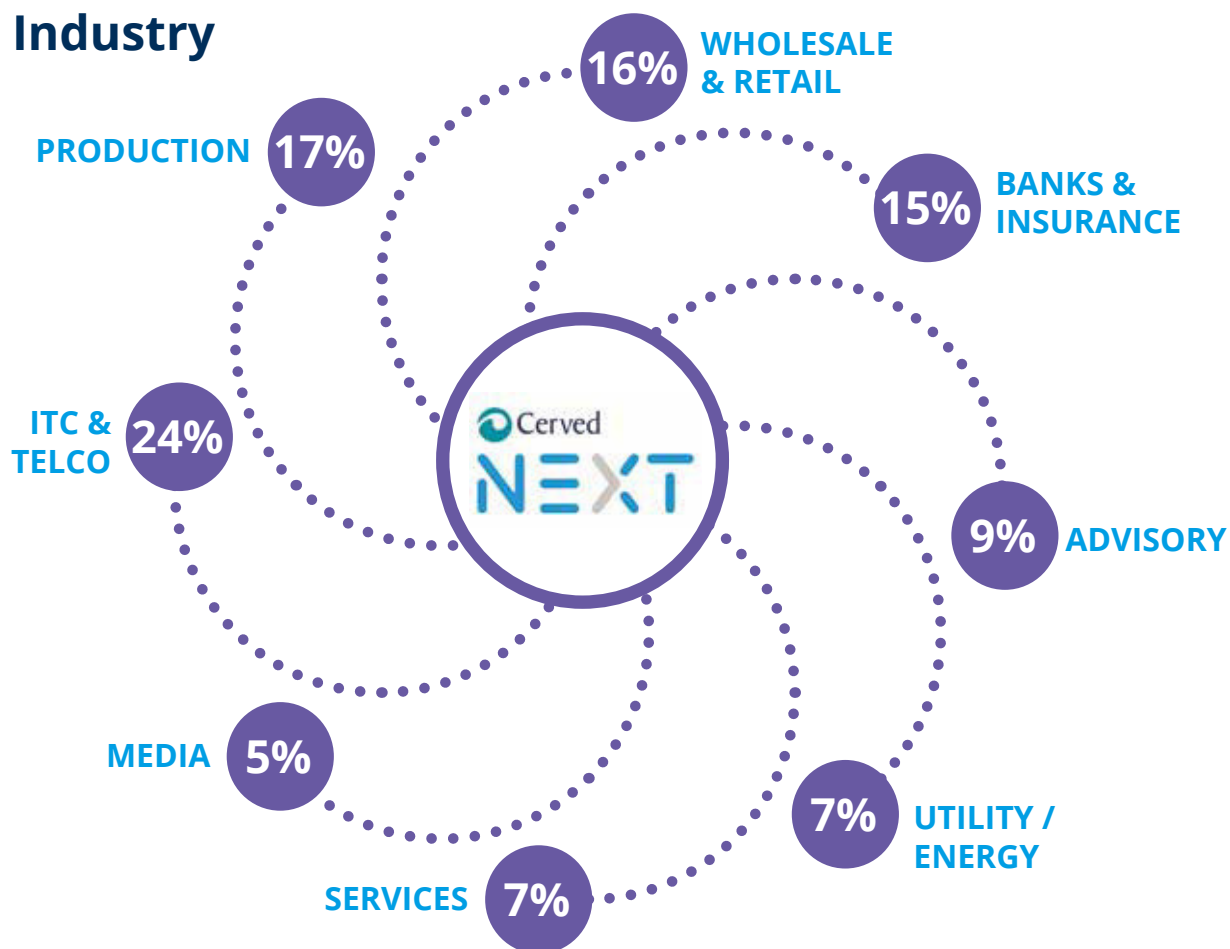 Industry
16%
WHOLESALE
& RETAIL
PRODUCTION
17%
15%
BANKS &
INSURANCE
ITC &
TELCO
24%
Cerved
NEXT
9%
ADVISORY
MEDIA
5%
7%
UTILITY /
ENERGY
SERVICES
7%